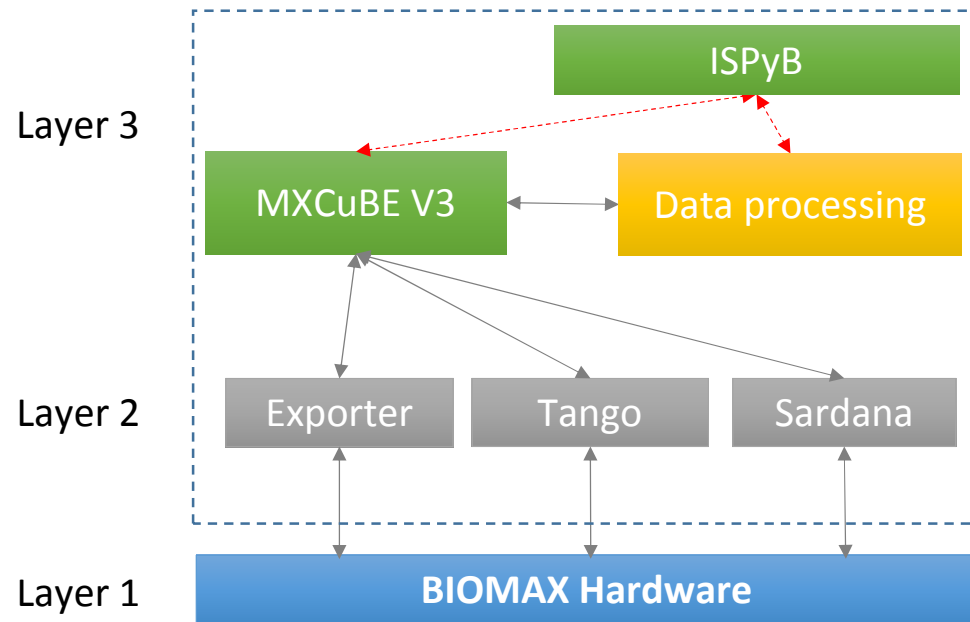 ISPyB
Layer 3
MXCuBE V3
Data processing
Layer 2
Exporter
Tango
Sardana
Layer 1
BIOMAX Hardware